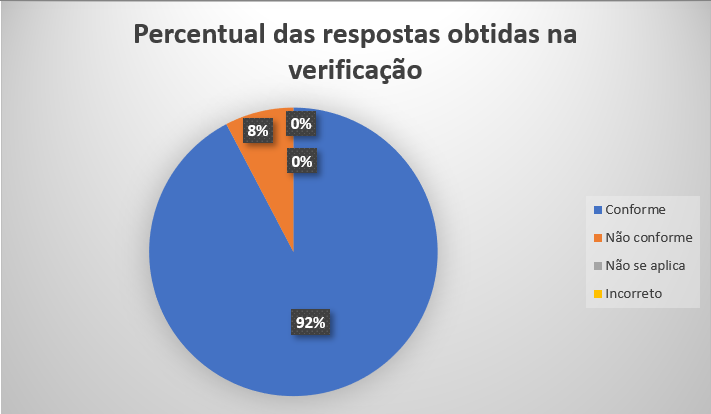 Percentual das respostas obtidas na
verificação
8%
0%
0%
92%
Conforme
Não conforme
Não se aplica
Incorreto